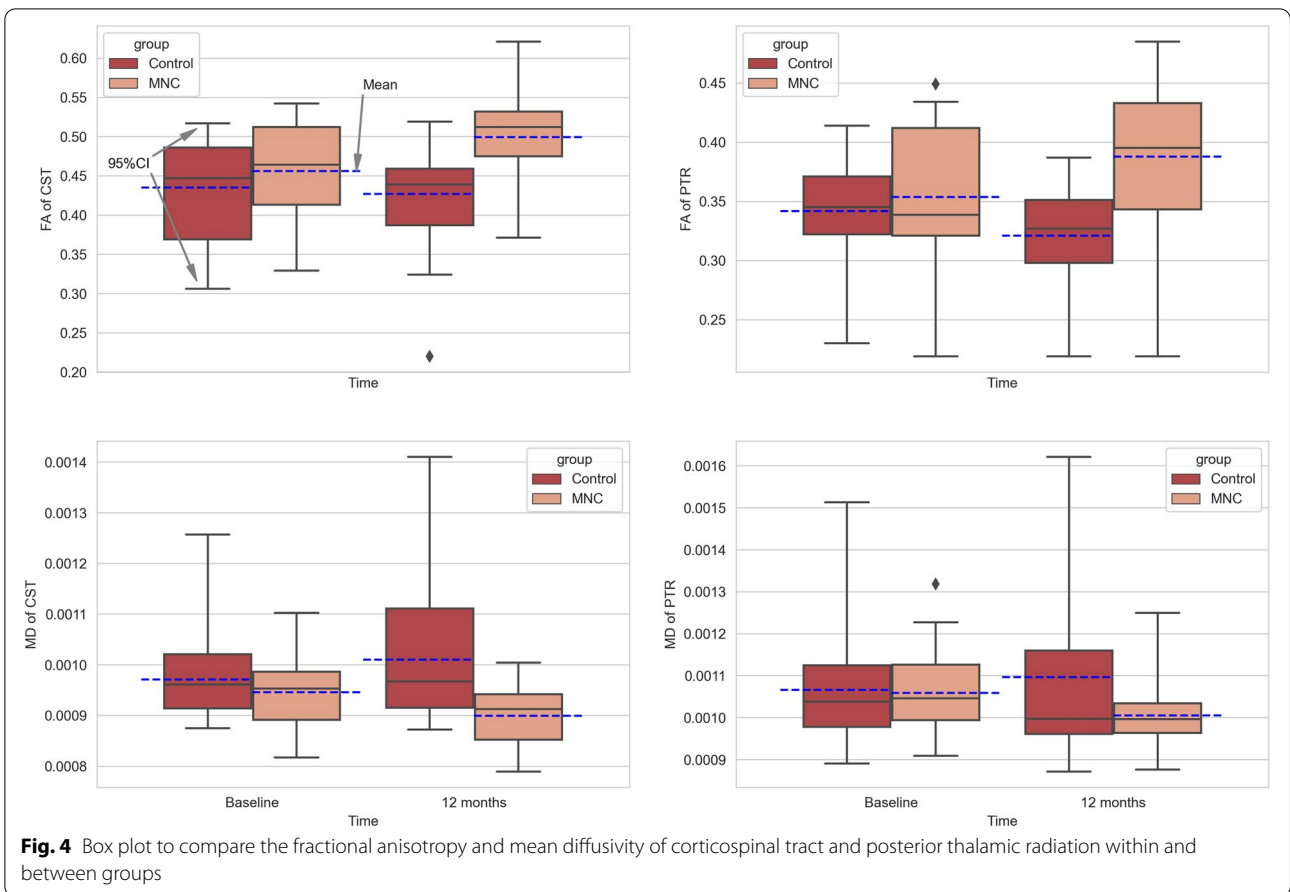 group
Control
MNC
Mean
95%CI
FA of CST
0.60
0.55
0.50
0.45
0.40
0.35
0.30
0.25
0.20
Time
group
Control
MNC
FA of PTR
0.45
0.40
0.35
0.30
0.25
Time
group
Control
MNC
MD of CST
0.0014
0.0013
0.0012
0.0011
0.0010
0.0009
0.0008
Baseline
12 months
Time
group
Control
MNC
MD of PTR
0.0016
0.0015
0.0014
0.0013
0.0012
0.0011
0.0010
0.0009
Baseline
12 months
Time
Fig. 4 Box plot to compare the fractional anisotropy and mean diffusivity of corticospinal tract and posterior thalamic radiation within and
between groups